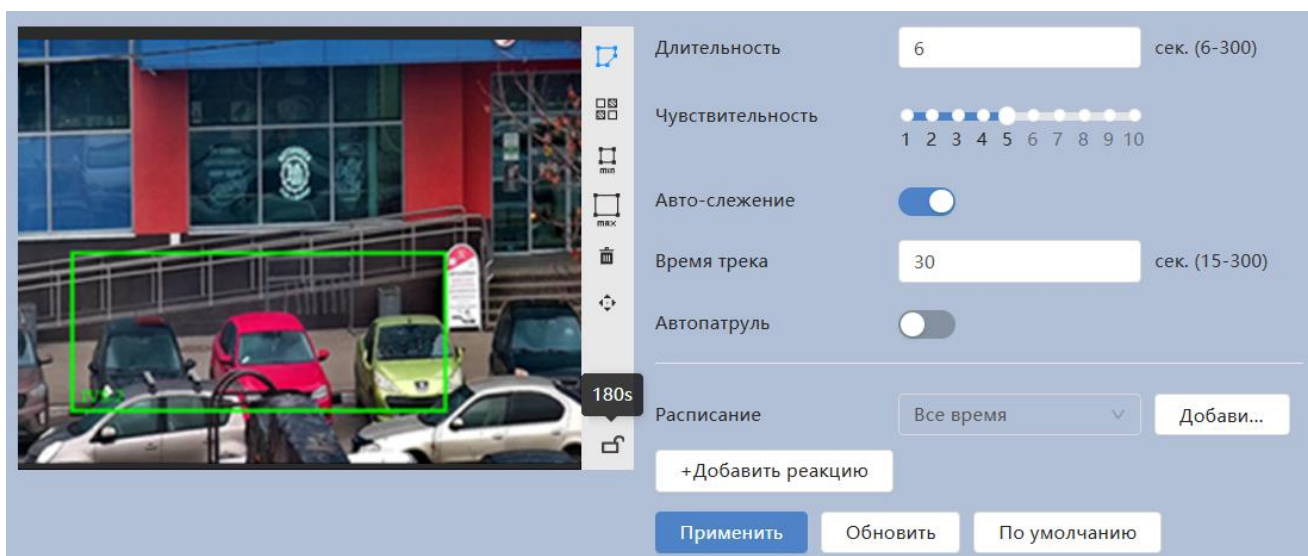 Длительность 6 сек. (6-300)
Чувствительность
1 2 3 4 5 6 7 8 9 10
min
max
Авто-слежение
Время трека 30 сек. (15-300)
Автопатруль
180s
Расписание Все время Добави...
+Добавить реакцию
Применить Обновить По умолчанию